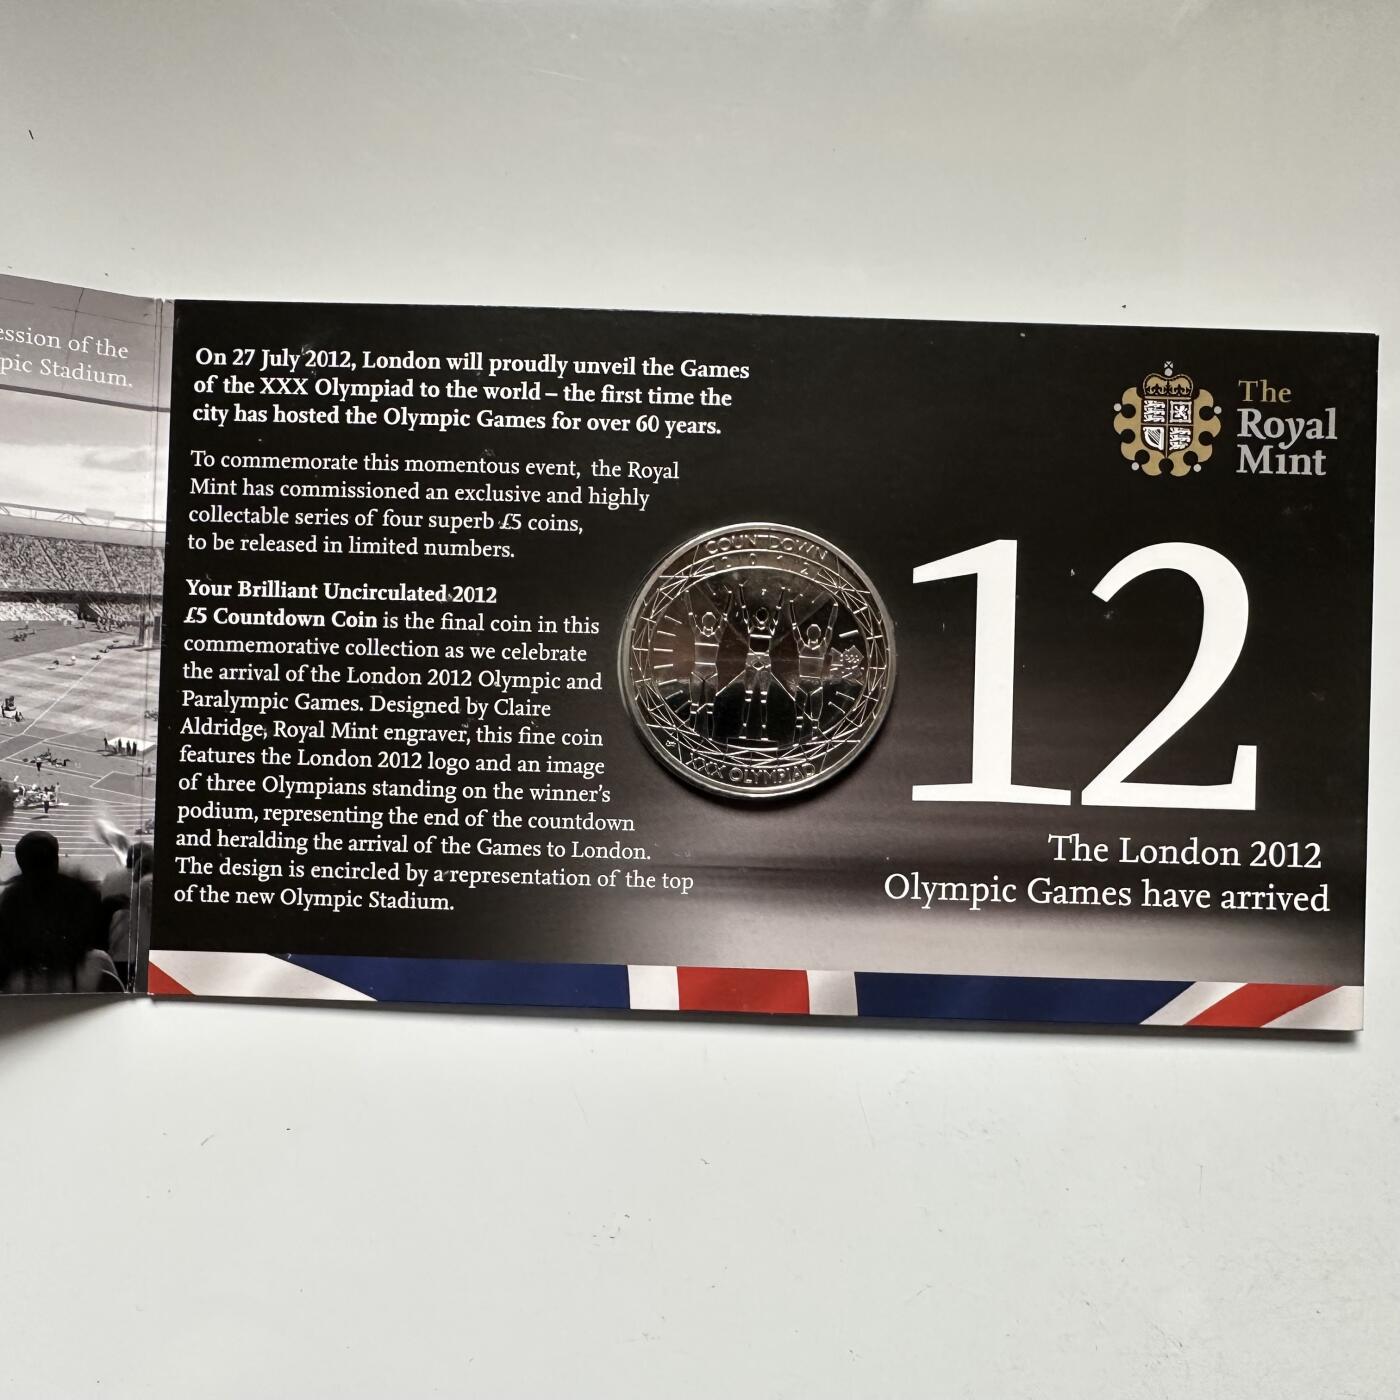 ession of the
pic Stadium.
On 27 July 2012, London will proudly unveil the Games
of the XXX Olympiad to the world – the first time the
city has hosted the Olympic Games for over 60 years.
To commemorate this momentous event, the Royal
Mint has commissioned an exclusive and highly
collectable series of four superb £5 coins,
to be released in limited numbers.
Your Brilliant Uncirculated 2012
£5 Countdown Coin is the final coin in this
commemorative collection as we celebrate
the arrival of the London 2012 Olympic and
Paralympic Games. Designed by Claire
Aldridge, Royal Mint engraver, this fine coin
features the London 2012 logo and an image
of three Olympians standing on the winner's
podium, representing the end of the countdown
and heralding the arrival of the Games to London.
The design is encircled by a representation of the top
of the new Olympic Stadium.
COUNTDOWN
2012
XXX OLYMPIAD
The
Royal
Mint
12
The London 2012
Olympic Games have arrived